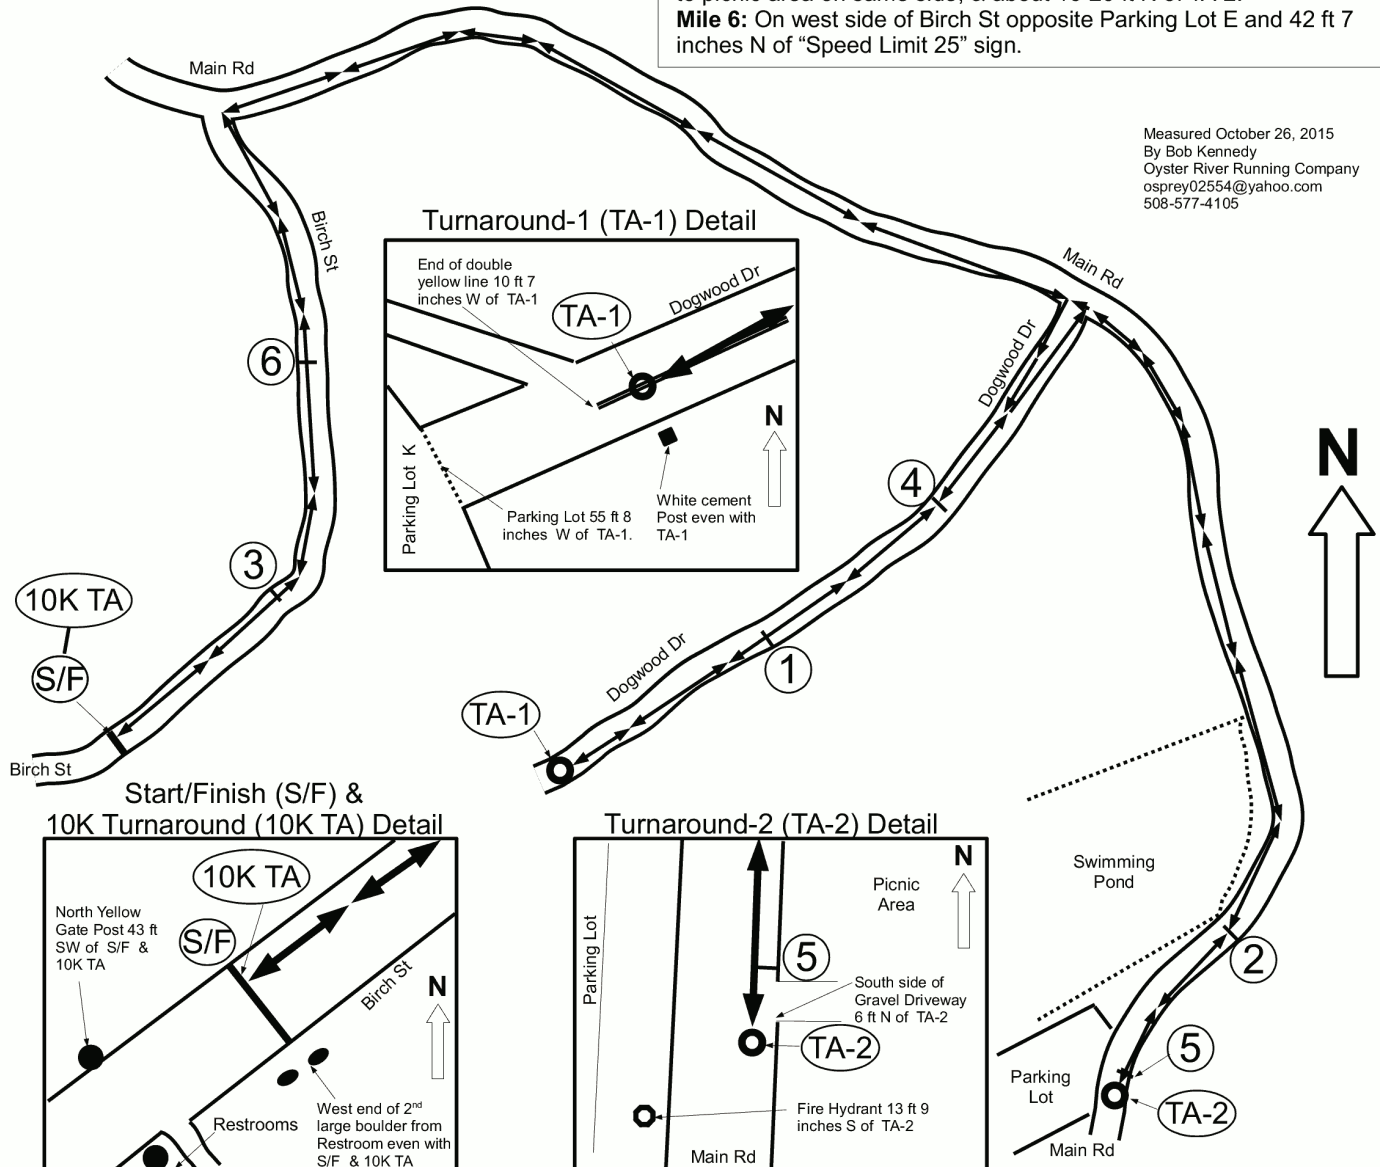 Mile 6: On west side of Birch St opposite Parking Lot E and 42 ft 7
inches N of “Speed Limit 25” sign.
Main Rd
Measured October 26, 2015
By Bob Kennedy
Oyster River Running Company
osprey02554@yahoo.com
508-577-4105
Birch St
Turnaround-1 (TA-1) Detail
End of double
yellow line 10 ft 7
inches W of TA-1
TA-1
Dogwood Dr
N
Parking Lot K
Parking Lot 55 ft 8
inches W of TA-1.
White cement
Post even with
TA-1
Main Rd
Dogwood Dr
N
6
4
3
10K TA
S/F
1
Dogwood Dr
TA-1
Birch St
Swimming
Pond
2
5
Parking
Lot
TA-2
Main Rd
Start/Finish (S/F) &
10K Turnaround (10K TA) Detail
10K TA
North Yellow
Gate Post 43 ft
SW of S/F &
10K TA
S/F
Birch St
N
Restrooms
West end of 2nd
large boulder from
Restroom even with
S/F & 10K TA
Turnaround-2 (TA-2) Detail
N
Picnic
Area
Parking Lot
5
South side of
Gravel Driveway
6 ft N of TA-2
TA-2
Fire Hydrant 13 ft 9
inches S of TA-2
Main Rd